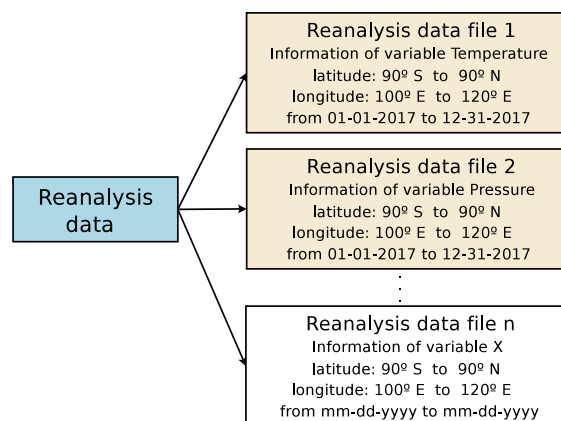 Reanalysis
data
Reanalysis data file 1
Information of variable Temperature
latitude: 90º S to 90º N
longitude: 100º E to 120º E
from 01-01-2017 to 12-31-2017
Reanalysis data file 2
Information of variable Pressure
latitude: 90º S to 90º N
longitude: 100º E to 120º E
from 01-01-2017 to 12-31-2017
Reanalysis data file n
Information of variable X
latitude: 90º S to 90º N
longitude: 100º E to 120º E
from mm-dd-yyyy to mm-dd-yyyy